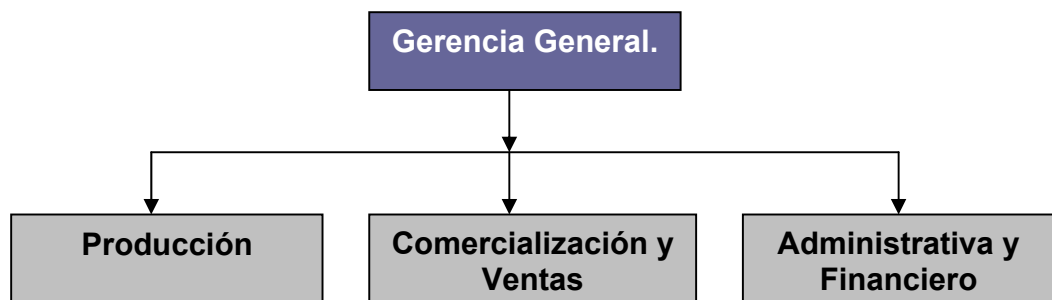 Gerencia General.
Producción
Comercialización y
Ventas
Administrativa y
Financiero